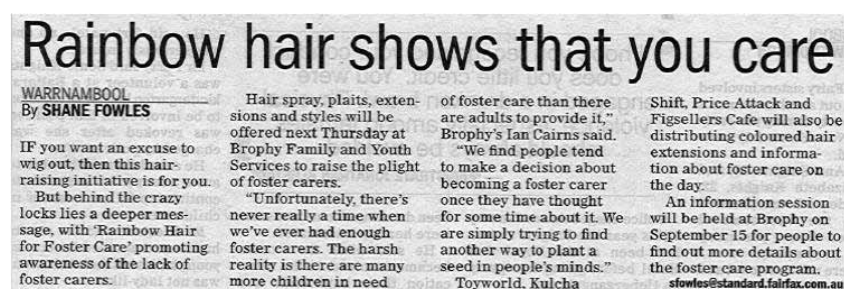 Rainbow hair shows that you care
WARRNAMBOOL
By SHANE FOWLES
IF you want an excuse to
wig out, then this hair-
raising initiative is for you.
But behind the crazy
locks lies a deeper mes-
sage, with ‘Rainbow Hair
for Foster Care’ promoting
awareness of the lack of
foster carers.
Hair spray, plaits, exten-
sions and styles will be
offered next Thursday at
Brophy Family and Youth
Services to raise the plight
of foster carers.
“Unfortunately, there’s
never really a time when
we’ve ever had enough
foster carers. The harsh
reality is there are many
more children in need
of foster care than there
are adults to provide it,”
Brophy’s Ian Cairns said.
“We find people tend
to make a decision about
becoming a foster carer
once they have thought
for some time about it. We
are simply trying to find
another way to plant a
seed in people’s minds.”
Toyworld, Kulcha
Shift, Price Attack and
Figsellers Cafe will also be
distributing coloured hair
extensions and informa-
tion about foster care on
the day.
An information session
will be held at Brophy on
September 15 for people to
find out more details about
the foster care program.
sfowles@standard.fairfax.com.au